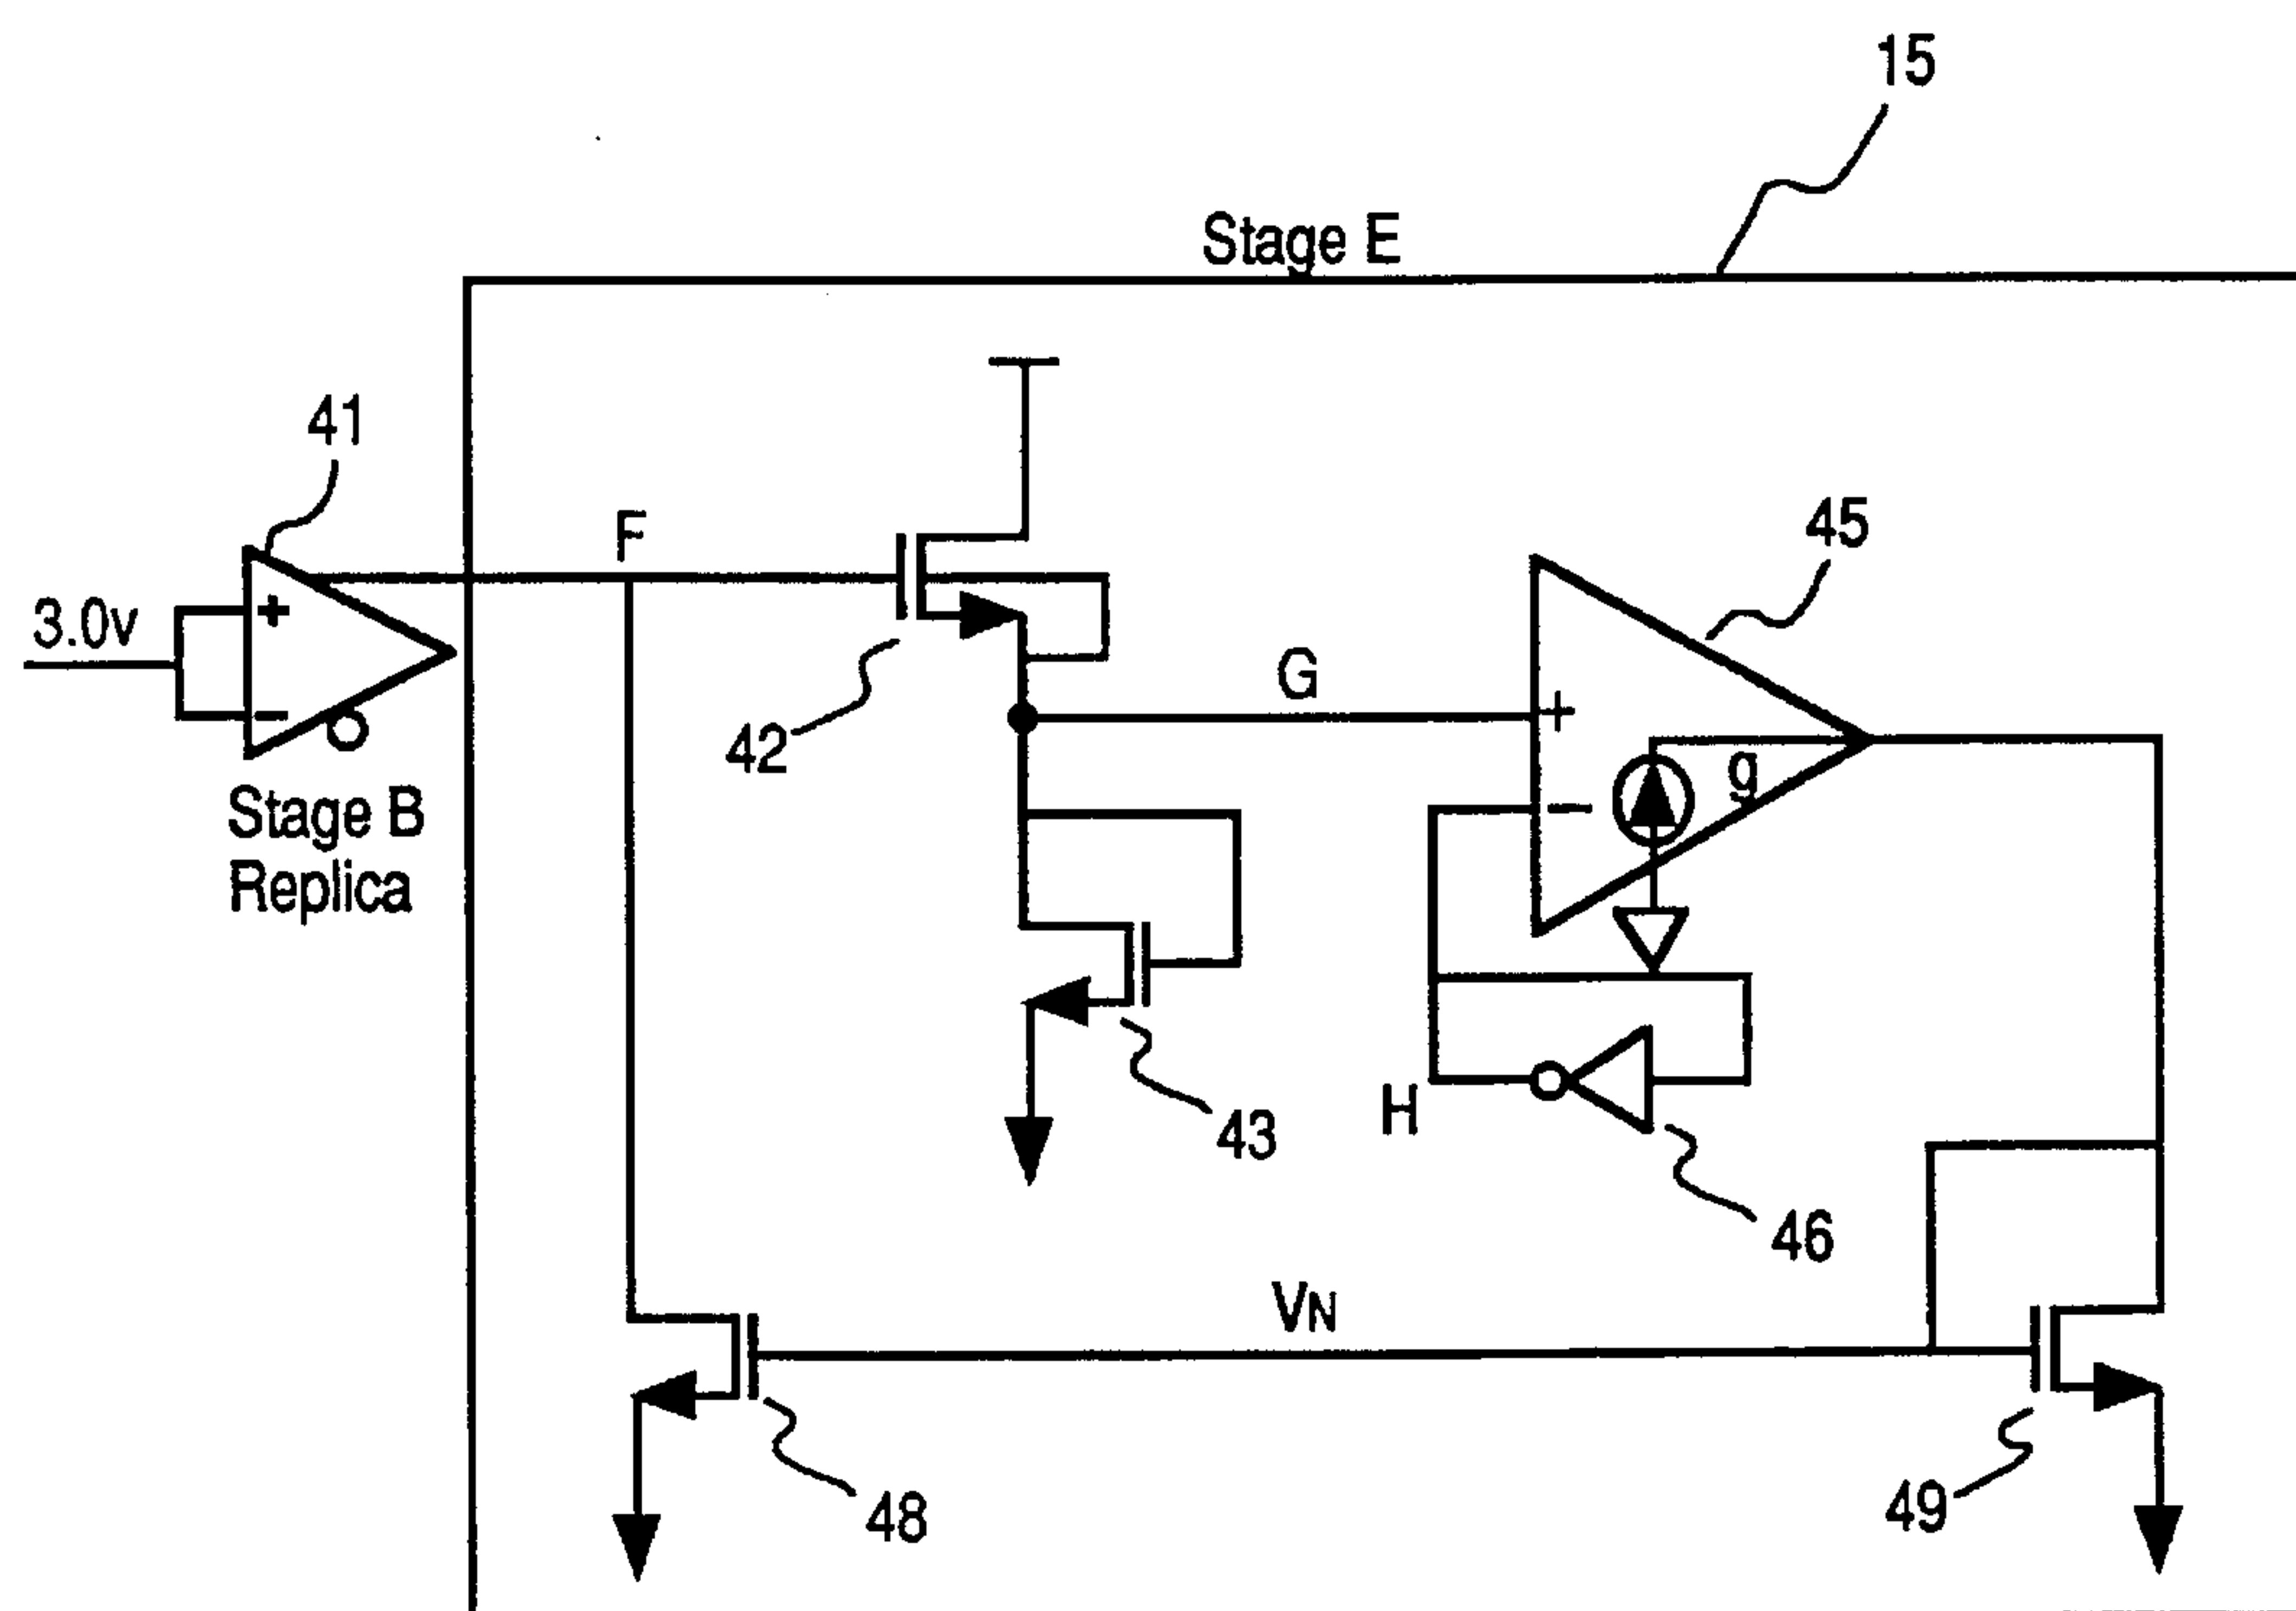 15
Stage E
41
F
45
3.0v
+
−
G
+
−
g
42
Stage B
Replica
H
43
46
VN
48
49